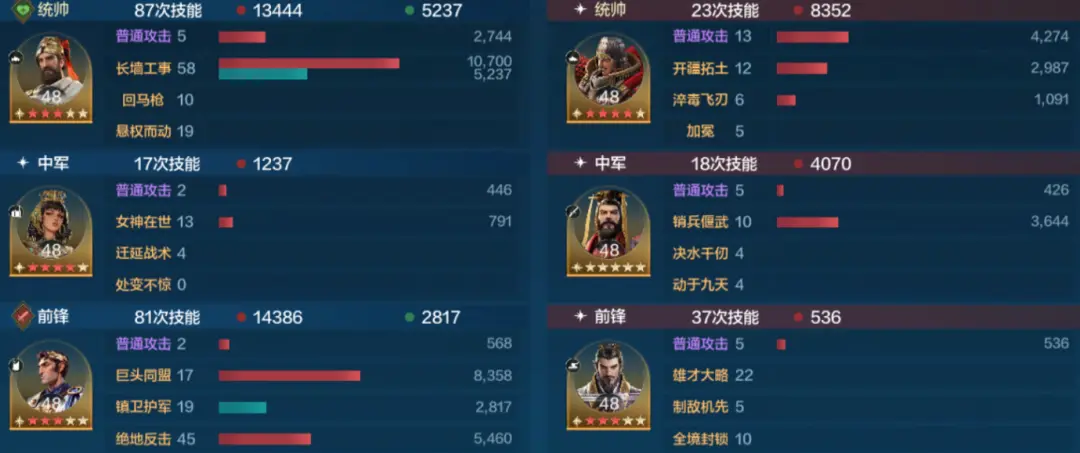 统帅 87次技能 13444 5237
48
普通攻击 5 2,744
长墙工事 58 10,700
5,237
回马枪 10
悬权而动 19
中军 17次技能 1237
48
普通攻击 2 446
女神在世 13 791
迂延战术 4
处变不惊 0
前锋 81次技能 14386 2817
48
普通攻击 2 568
巨头同盟 17 8,358
镇卫护军 19 2,817
绝地反击 45 5,460
统帅 23次技能 8352
48
普通攻击 13 4,274
开疆拓土 12 2,987
淬毒飞刃 6 1,091
加冕 5
中军 18次技能 4070
48
普通攻击 5 426
销兵偃武 10 3,644
决水千仞 4
动于九天 4
前锋 37次技能 536
48
普通攻击 5 536
雄才大略 22
制敌机先 5
全境封锁 10